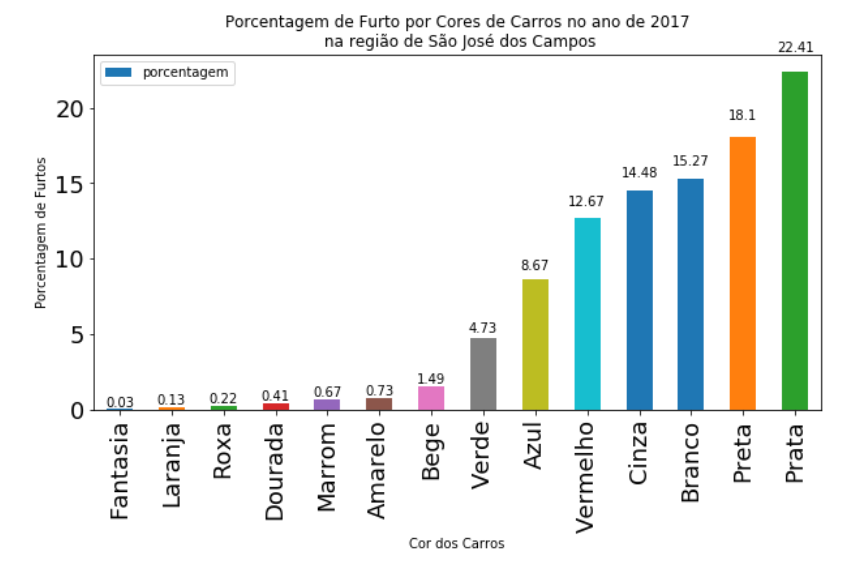 Porcentagem de Furto por Cores de Carros no ano de 2017
na região de São José dos Campos
porcentagem
Porcentagem de Furtos
20
15
10
5
0
0.03
0.13
0.22
0.41
0.67
0.73
1.49
4.73
8.67
12.67
14.48
15.27
18.1
22.41
Fantasia
Laranja
Roxa
Dourada
Marrom
Amarelo
Bege
Verde
Azul
Vermelho
Cinza
Branco
Preta
Prata
Cor dos Carros